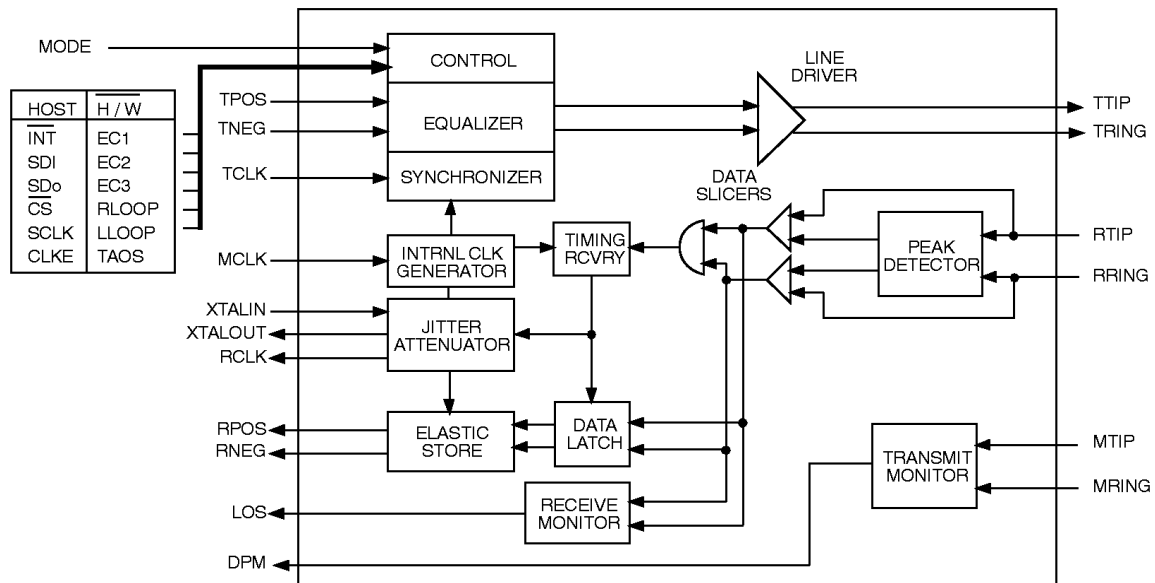 MODE
HOST H / W
INT EC1
SDI EC2
SDo EC3
CS RLOOP
SCLK LLOOP
CLKE TAOS
TPOS
TNEG
TCLK
MCLK
XTALIN
XTALOUT
RCLK
RPOS
RNEG
LOS
DPM
CONTROL
EQUALIZER
SYNCHRONIZER
INTRNL CLK
GENERATOR
TIMING
RCVRY
JITTER
ATTENUATOR
ELASTIC
STORE
DATA
LATCH
RECEIVE
MONITOR
LINE
DRIVER
DATA
SLICERS
PEAK
DETECTOR
TRANSMIT
MONITOR
TTIP
TRING
RTIP
RRING
MTIP
MRING